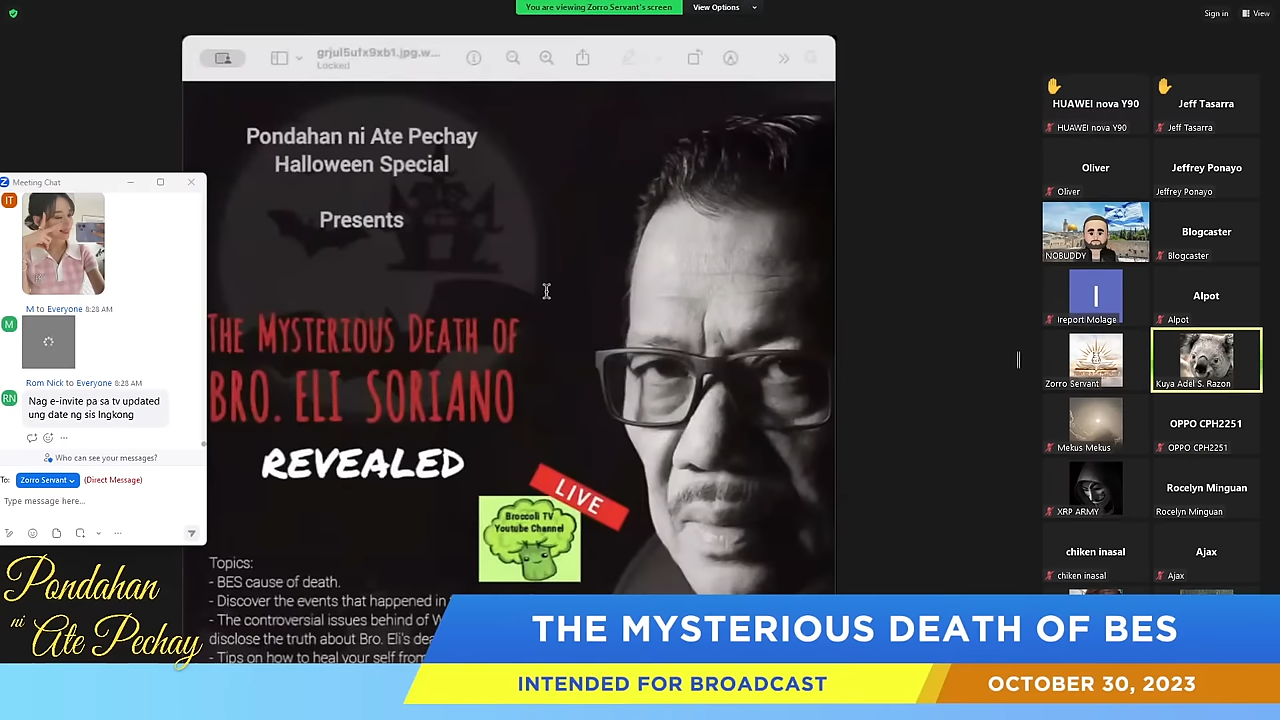 You are viewing Zorro Servant's screen
View Options
Sign in
View
grjul5ufx9xb1.jpg.w...
Locked
Pondahan ni Ate Pechay
Halloween Special
Presents
THE MYSTERIOUS DEATH OF
BRO. ELI SORIANO
REVEALED
LIVE
Broccoli TV
Youtube Channel
Topics:
- BES cause of death.
- Discover the events that happened in
- The controversial issues behind of W
disclose the truth about Bro. Eli's dea
- Tips on how to heal your self from
Meeting Chat
IT
M to Everyone 8:28 AM
M
Rom Nick to Everyone 8:28 AM
RN
Nag e-invite pa sa tv updated
ung date ng sis Ingkong
Who can see your messages?
To: Zorro Servant (Direct Message)
Type message here...
HUAWEI nova Y90
HUAWEI nova Y90
Jeff Tasarra
Jeff Tasarra
Oliver
Oliver
Jeffrey Ponayo
Jeffrey Ponayo
NOBUDDY
Blogcaster
Blogcaster
I
Ireport Molage
Alpot
Alpot
Zorro Servant
Kuya Adel S. Razon
Mekus Mekus
OPPO CPH2251
OPPO CPH2251
XRP ARMY
Rocelyn Minguan
Rocelyn Minguan
chiken inasal
chiken inasal
Ajax
Ajax
Pondahan
ni
Ate Pechay
THE MYSTERIOUS DEATH OF BES
INTENDED FOR BROADCAST
OCTOBER 30, 2023